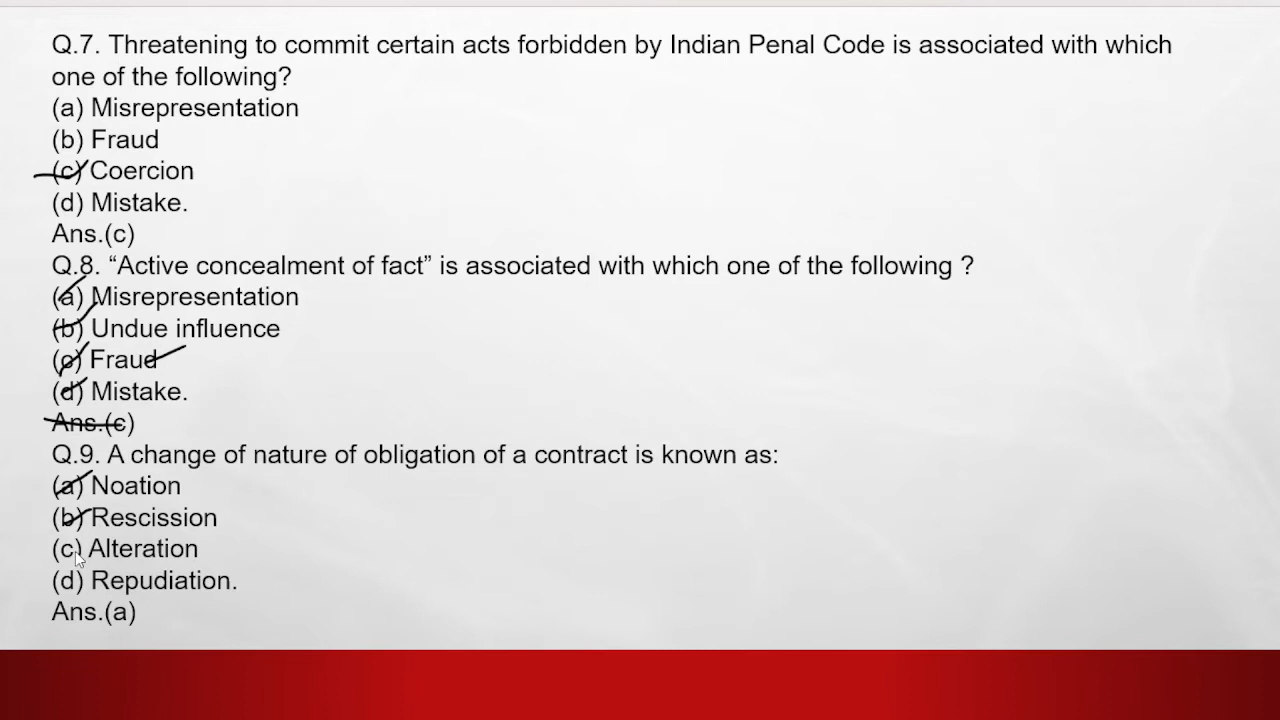 Q.7. Threatening to commit certain acts forbidden by Indian Penal Code is associated with which
one of the following?
(a) Misrepresentation
(b) Fraud
(c) Coercion
(d) Mistake.
Ans.(c)
Q.8. “Active concealment of fact” is associated with which one of the following ?
(a) Misrepresentation
(b) Undue influence
(c) Fraud
(d) Mistake.
Ans.(c)
Q.9. A change of nature of obligation of a contract is known as:
(a) Noation
(b) Rescission
(c) Alteration
(d) Repudiation.
Ans.(a)